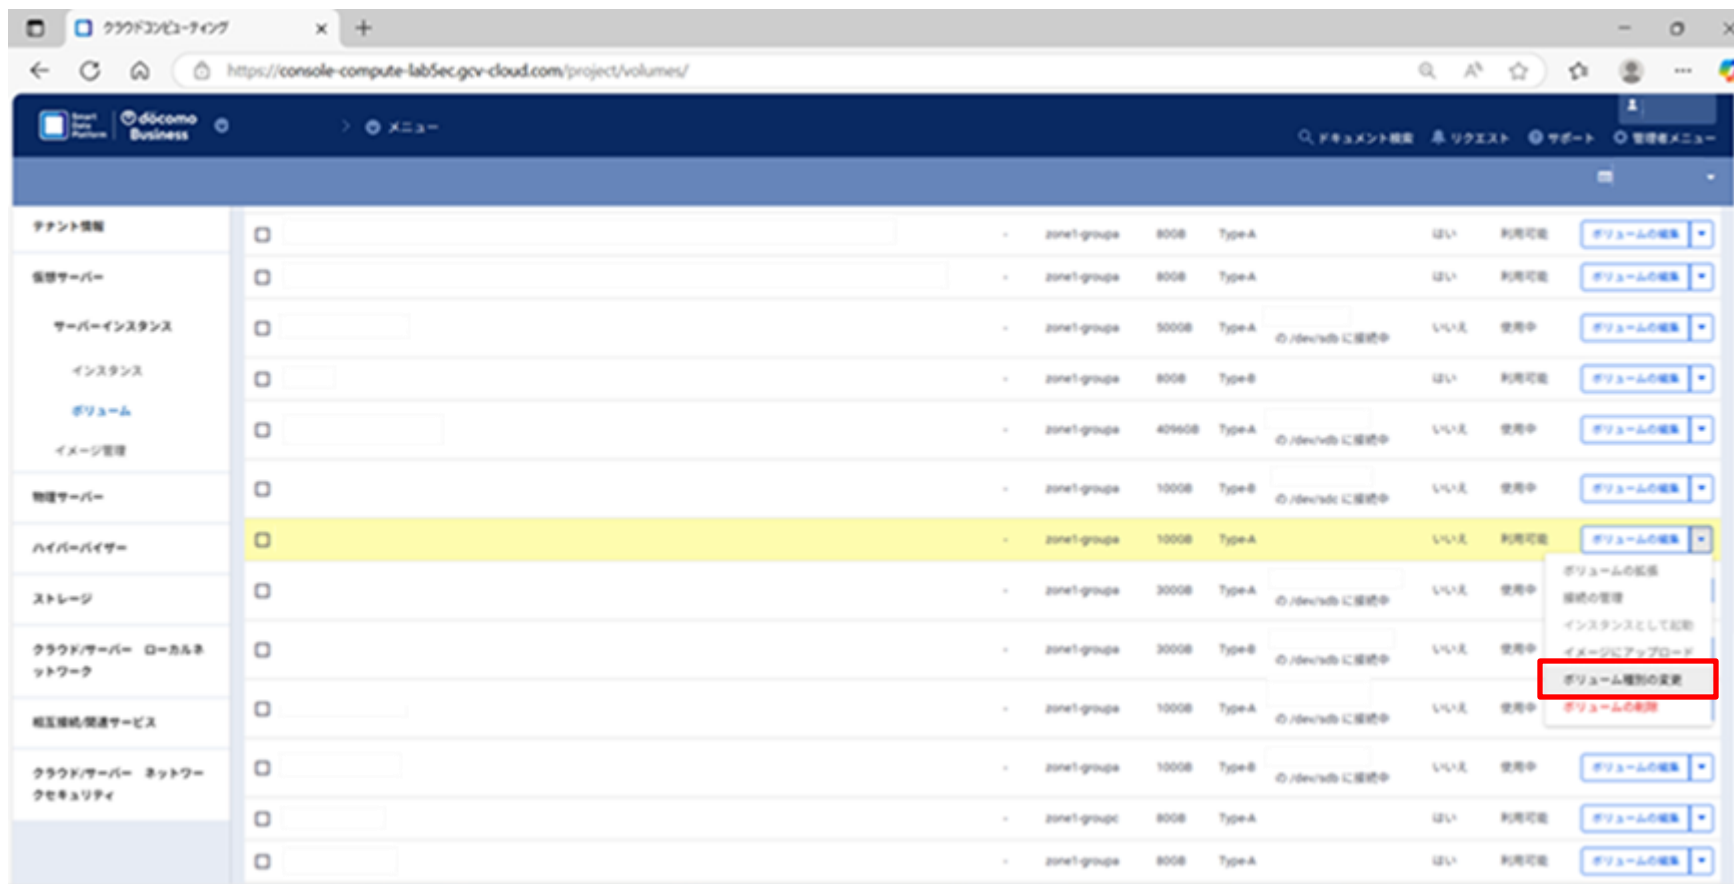 クラウドコンピューティング
https://console-compute-lab5ec.gcv-cloud.com/project/volumes/
Smart Data Platform
döcomo Business
メニュー
ドキュメント検索 リクエスト サポート 管理者メニュー
テナント情報
仮想サーバー
サーバーインスタンス
インスタンス
ボリューム
イメージ管理
物理サーバー
ハイパーバイザー
ストレージ
クラウド/サーバー ローカルネ
ットワーク
相互接続/関連サービス
クラウド/サーバー ネットワー
クセキュリティ
- zone1-groupa 80GB Type-A はい 利用可能 ボリュームの編集
- zone1-groupa 80GB Type-A はい 利用可能 ボリュームの編集
- zone1-groupa 500GB Type-A の /dev/sdb に接続中 いいえ 使用中 ボリュームの編集
- zone1-groupa 80GB Type-B はい 利用可能 ボリュームの編集
- zone1-groupa 4096GB Type-A の /dev/vdb に接続中 いいえ 使用中 ボリュームの編集
- zone1-groupa 100GB Type-B の /dev/sdc に接続中 いいえ 使用中 ボリュームの編集
- zone1-groupa 100GB Type-A いいえ 利用可能 ボリュームの編集
ボリュームの拡張
接続の管理
インスタンスとして起動
イメージにアップロード
ボリューム種別の変更
ボリュームの削除
- zone1-groupa 300GB Type-A の /dev/sdb に接続中 いいえ 使用中
- zone1-groupa 300GB Type-B の /dev/sdb に接続中 いいえ 使用中
- zone1-groupa 100GB Type-A の /dev/sdb に接続中 いいえ 使用中
- zone1-groupa 100GB Type-B の /dev/sdb に接続中 いいえ 使用中 ボリュームの編集
- zone1-groupc 80GB Type-A はい 利用可能 ボリュームの編集
- zone1-groupa 80GB Type-A はい 利用可能 ボリュームの編集